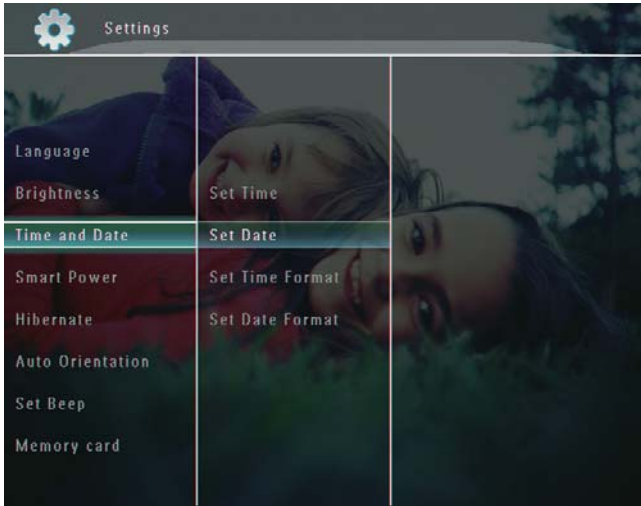 Settings
Language
Brightness
Time and Date
Smart Power
Hibernate
Auto Orientation
Set Beep
Memory card
Set Time
Set Date
Set Time Format
Set Date Format